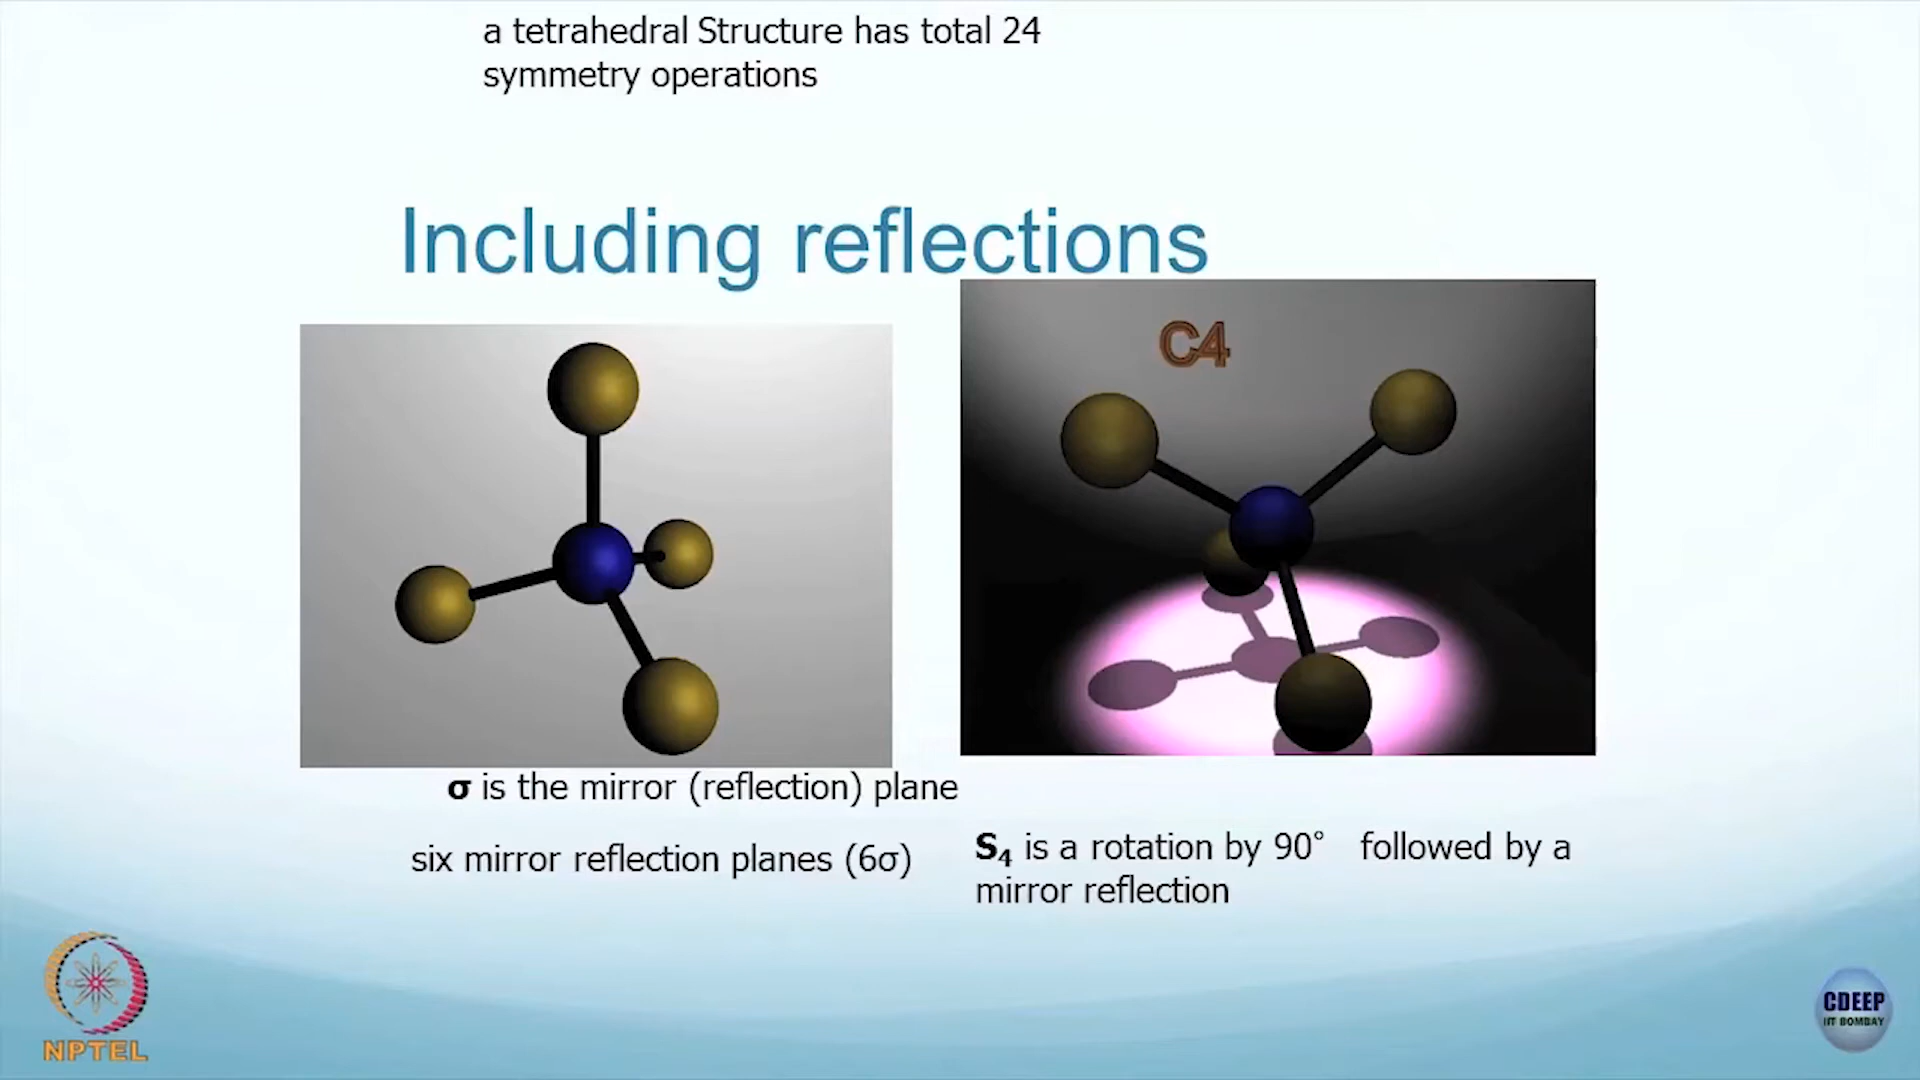 a tetrahedral Structure has total 24
symmetry operations
Including reflections
C4
σ is the mirror (reflection) plane
six mirror reflection planes (6σ)
S₄ is a rotation by 90° followed by a
mirror reflection
NPTEL
CDEEP
IIT BOMBAY